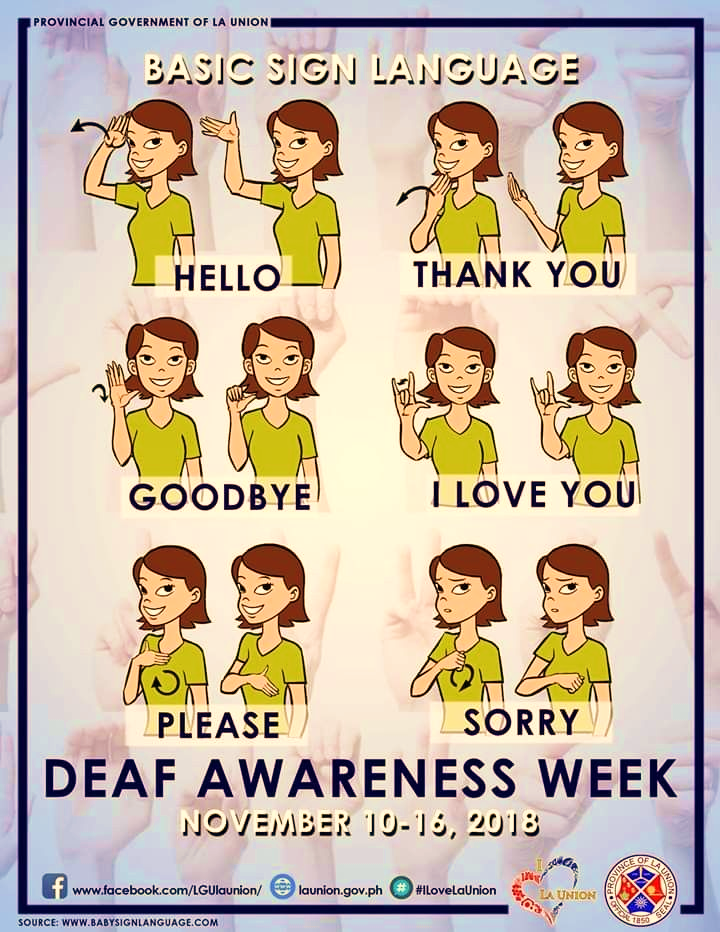 PROVINCIAL GOVERNMENT OF LA UNION
BASIC SIGN LANGUAGE
HELLO
THANK YOU
GOODBYE
I LOVE YOU
PLEASE
SORRY
DEAF AWARENESS WEEK
NOVEMBER 10-16, 2018
www.facebook.com/LGUlaunion/
launion.gov.ph
#ILoveLaUnion
I
LA UNION
PROVINCE OF LA UNION
OFFICIAL 1850 SEAL
SOURCE: WWW.BABYSIGNLANGUAGE.COM